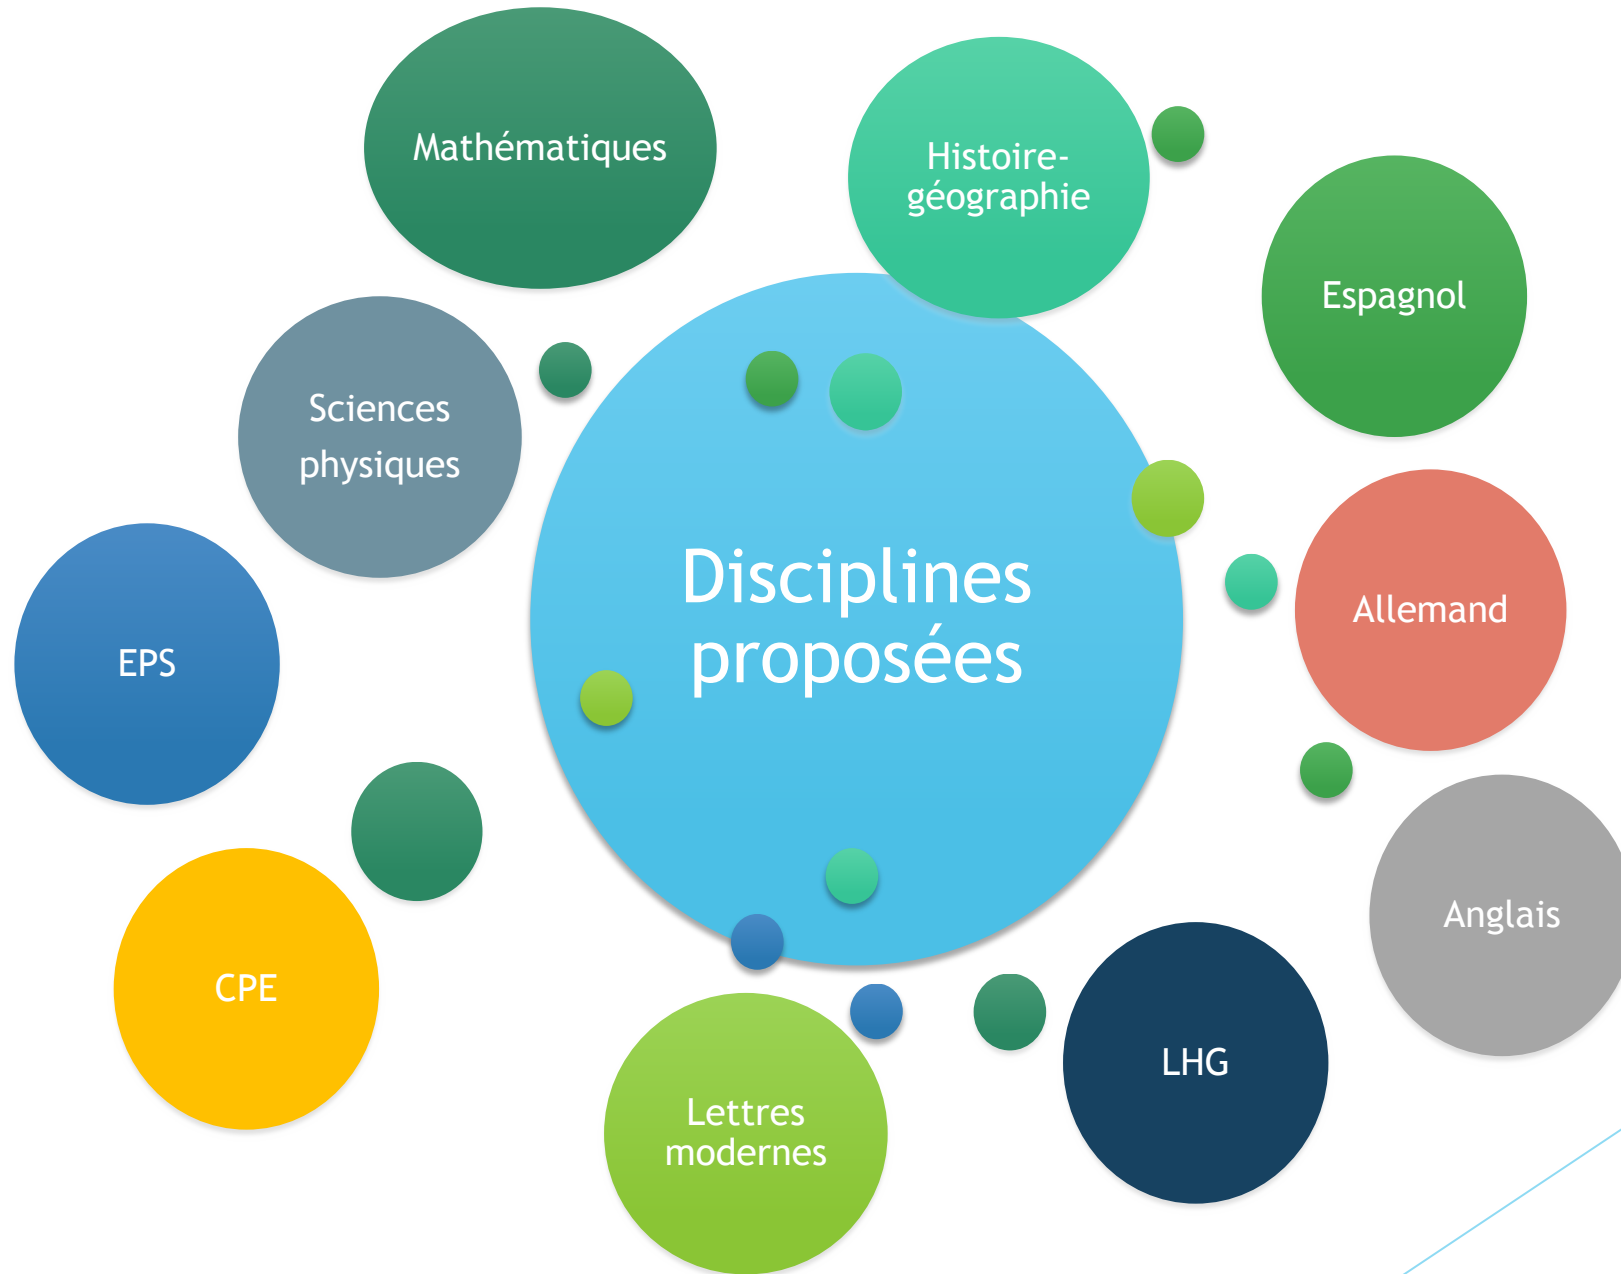 Mathématiques
Histoire-
géographie
Espagnol
Sciences
physiques
Disciplines
proposées
Allemand
EPS
Anglais
CPE
LHG
Lettres
modernes